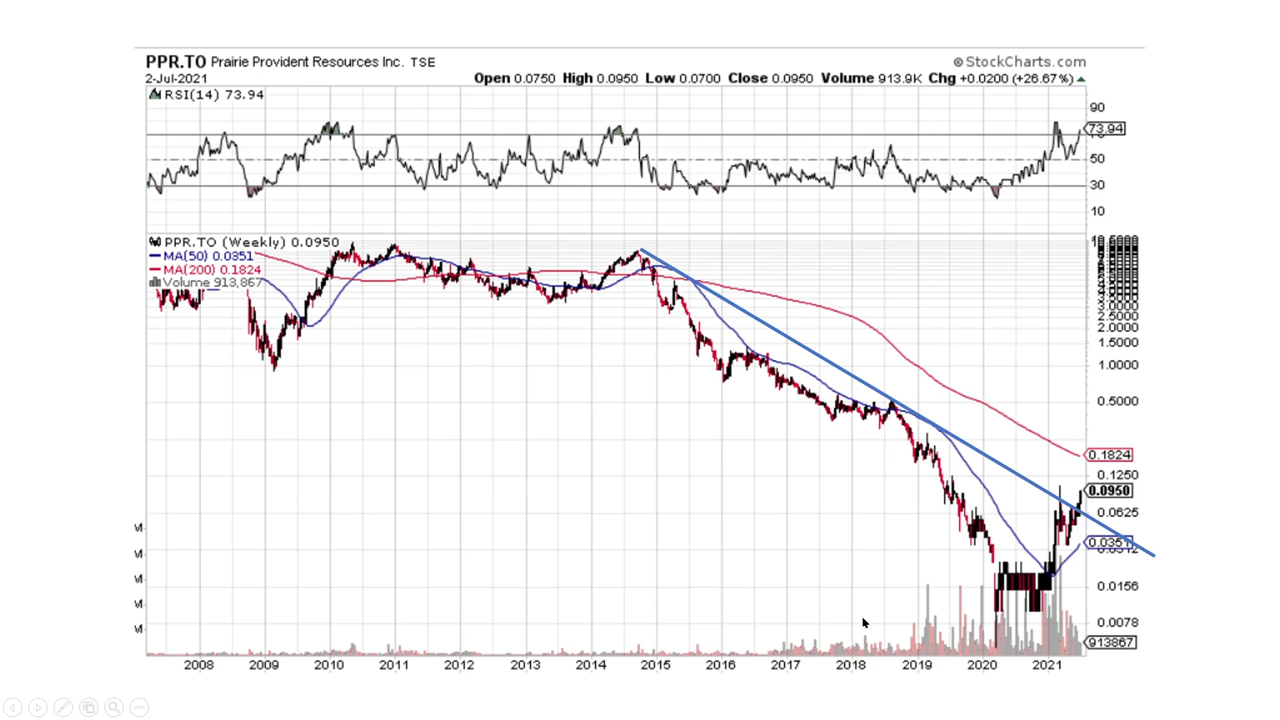 PPR.TO Prairie Provident Resources Inc. TSE
© StockCharts.com
2-Jul-2021
Open 0.0750 High 0.0950 Low 0.0700 Close 0.0950 Volume 913.9K Chg +0.0200 (+26.67%)
RSI(14) 73.94
90
73.94
50
30
10
PPR.TO (Weekly) 0.0950
MA(50) 0.0351
MA(200) 0.1824
Volume 913,867
10.5000
3.0000
2.5000
2.0000
1.5000
1.0000
0.5000
0.1824
0.1250
0.0950
0.0625
0.0351
0.0156
0.0078
913867
M
M
M
M
M
2008 2009 2010 2011 2012 2013 2014 2015 2016 2017 2018 2019 2020 2021